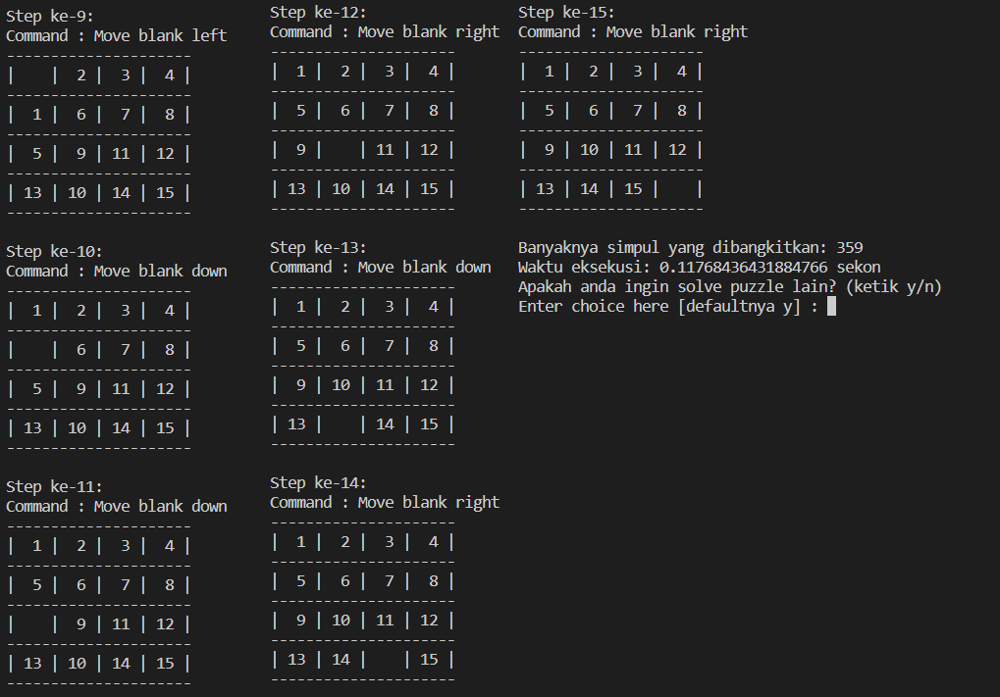 Step ke-9:
Command : Move blank left
---------------------
|    |  2 |  3 |  4 |
---------------------
|  1 |  6 |  7 |  8 |
---------------------
|  5 |  9 | 11 | 12 |
---------------------
| 13 | 10 | 14 | 15 |
---------------------
Step ke-10:
Command : Move blank down
---------------------
|  1 |  2 |  3 |  4 |
---------------------
|    |  6 |  7 |  8 |
---------------------
|  5 |  9 | 11 | 12 |
---------------------
| 13 | 10 | 14 | 15 |
---------------------
Step ke-11:
Command : Move blank down
---------------------
|  1 |  2 |  3 |  4 |
---------------------
|  5 |  6 |  7 |  8 |
---------------------
|    |  9 | 11 | 12 |
---------------------
| 13 | 10 | 14 | 15 |
---------------------
Step ke-12:
Command : Move blank right
---------------------
|  1 |  2 |  3 |  4 |
---------------------
|  5 |  6 |  7 |  8 |
---------------------
|  9 |    | 11 | 12 |
---------------------
| 13 | 10 | 14 | 15 |
---------------------
Step ke-13:
Command : Move blank down
---------------------
|  1 |  2 |  3 |  4 |
---------------------
|  5 |  6 |  7 |  8 |
---------------------
|  9 | 10 | 11 | 12 |
---------------------
| 13 |    | 14 | 15 |
---------------------
Step ke-14:
Command : Move blank right
---------------------
|  1 |  2 |  3 |  4 |
---------------------
|  5 |  6 |  7 |  8 |
---------------------
|  9 | 10 | 11 | 12 |
---------------------
| 13 | 14 |    | 15 |
---------------------
Step ke-15:
Command : Move blank right
---------------------
|  1 |  2 |  3 |  4 |
---------------------
|  5 |  6 |  7 |  8 |
---------------------
|  9 | 10 | 11 | 12 |
---------------------
| 13 | 14 | 15 |    |
---------------------
Banyaknya simpul yang dibangkitkan: 359
Waktu eksekusi: 0.11768436431884766 sekon
Apakah anda ingin solve puzzle lain? (ketik y/n)
Enter choice here [defaultnya y] :